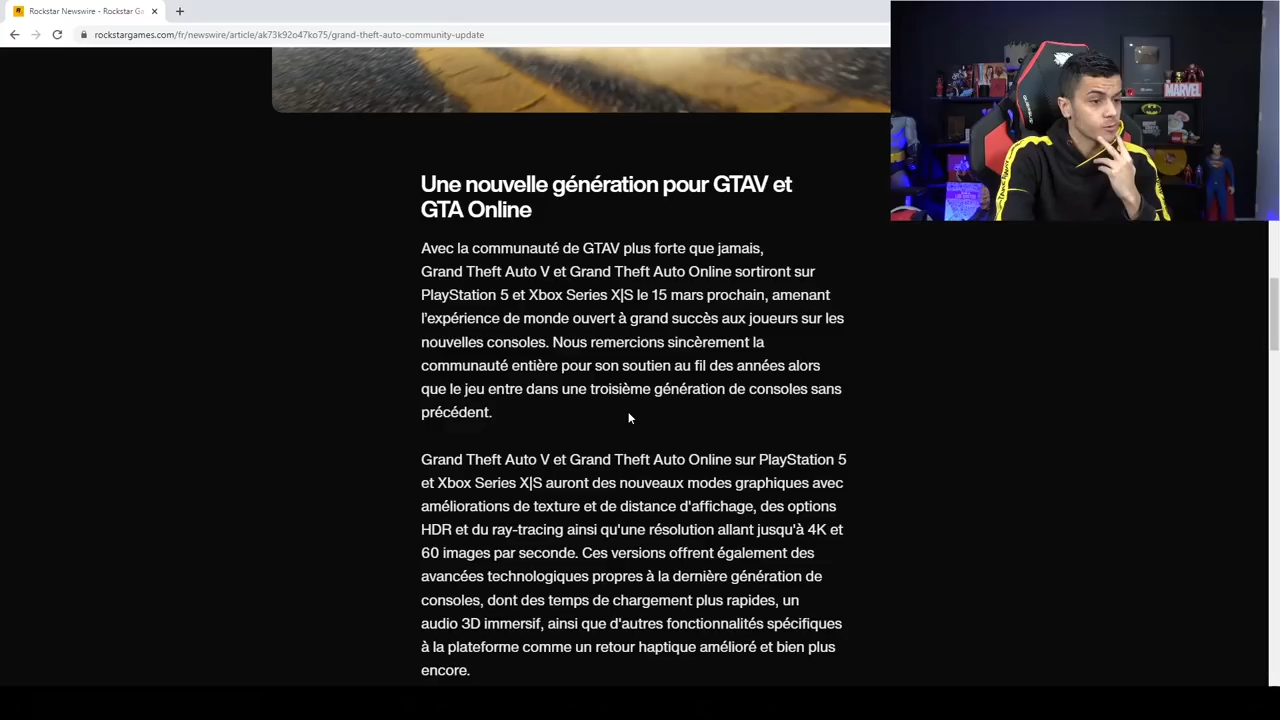 Rockstar Newswire - Rockstar Ga
rockstargames.com/fr/newswire/article/ak73k92o47ko75/grand-theft-auto-community-update
MARVEL
Une nouvelle génération pour GTAV et
GTA Online
Avec la communauté de GTAV plus forte que jamais,
Grand Theft Auto V et Grand Theft Auto Online sortiront sur
PlayStation 5 et Xbox Series X|S le 15 mars prochain, amenant
l'expérience de monde ouvert à grand succès aux joueurs sur les
nouvelles consoles. Nous remercions sincèrement la
communauté entière pour son soutien au fil des années alors
que le jeu entre dans une troisième génération de consoles sans
précédent.
Grand Theft Auto V et Grand Theft Auto Online sur PlayStation 5
et Xbox Series X|S auront des nouveaux modes graphiques avec
améliorations de texture et de distance d'affichage, des options
HDR et du ray-tracing ainsi qu'une résolution allant jusqu'à 4K et
60 images par seconde. Ces versions offrent également des
avancées technologiques propres à la dernière génération de
consoles, dont des temps de chargement plus rapides, un
audio 3D immersif, ainsi que d'autres fonctionnalités spécifiques
à la plateforme comme un retour haptique amélioré et bien plus
encore.